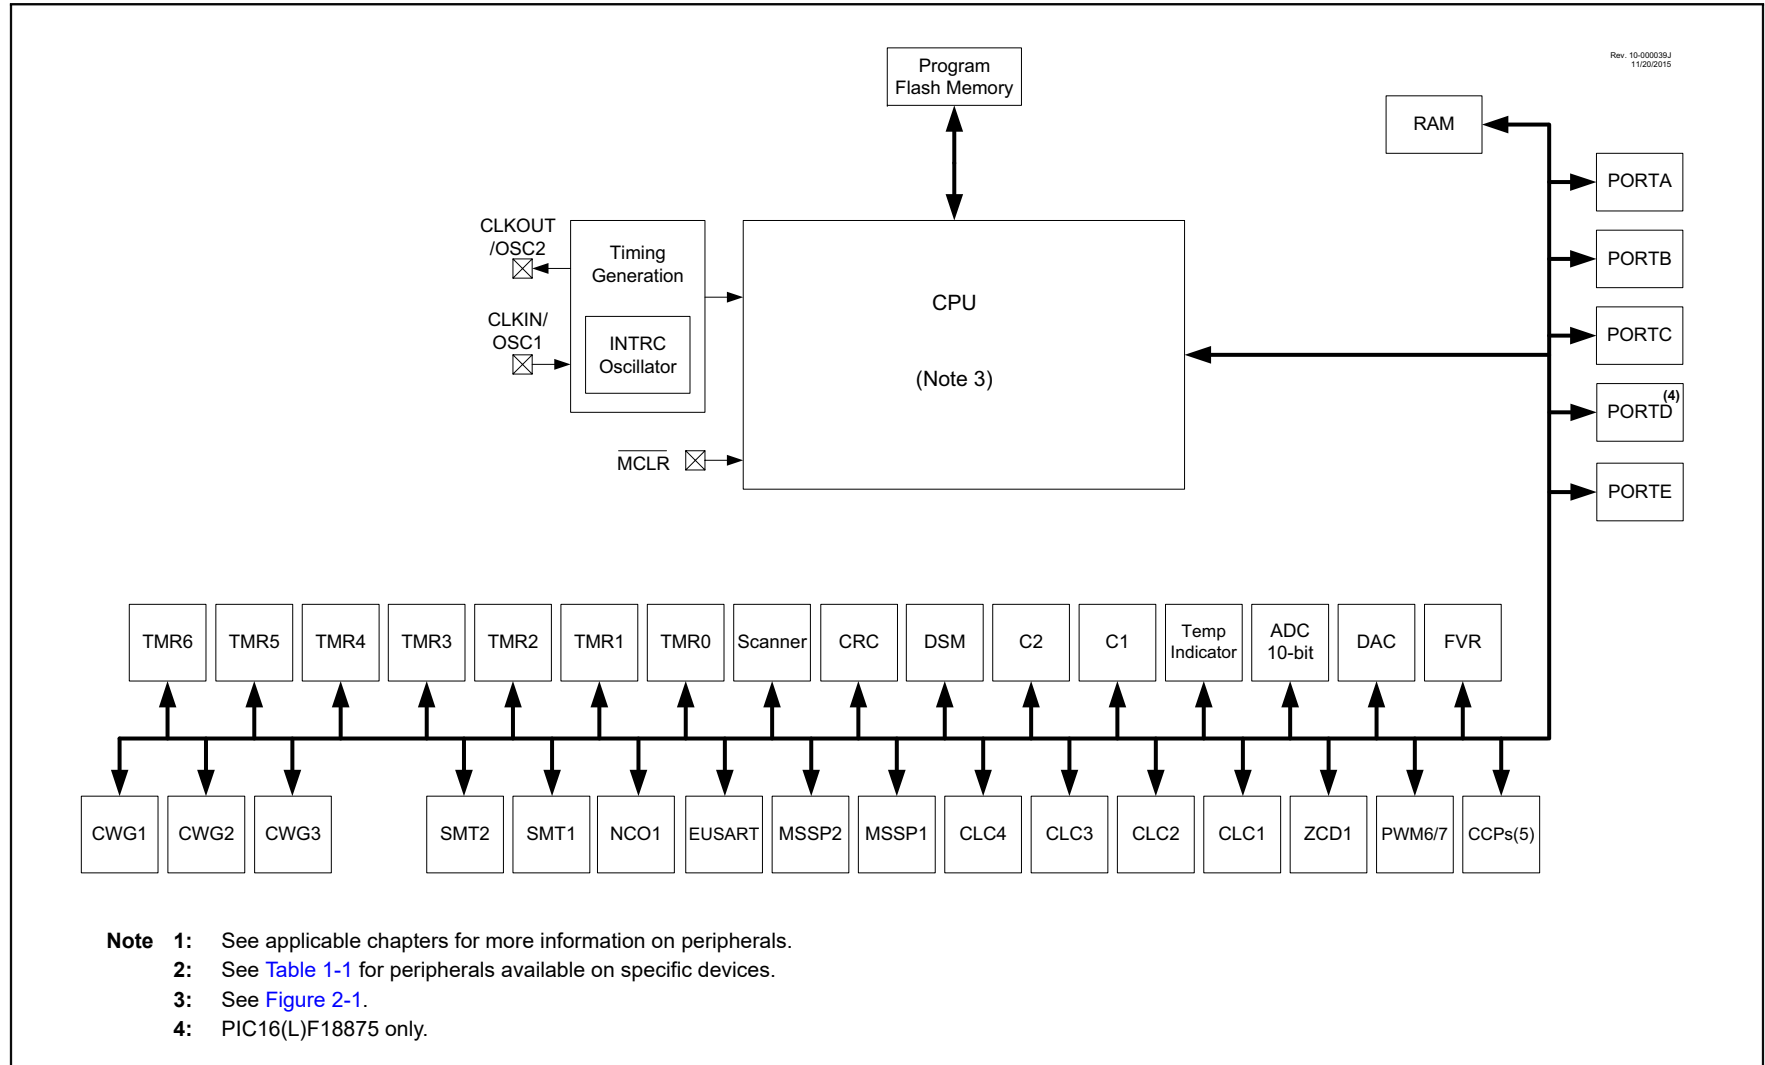 Rev. 10-000039J
11/20/2015
Program
Flash Memory
RAM
PORTA
PORTB
PORTC
PORTD(4)
PORTE
CLKOUT
/OSC2
Timing
Generation
CLKIN/
OSC1
INTRC
Oscillator
MCLR
CPU
(Note 3)
TMR6
TMR5
TMR4
TMR3
TMR2
TMR1
TMR0
Scanner
CRC
DSM
C2
C1
Temp
Indicator
ADC
10-bit
DAC
FVR
CWG1
CWG2
CWG3
SMT2
SMT1
NCO1
EUSART
MSSP2
MSSP1
CLC4
CLC3
CLC2
CLC1
ZCD1
PWM6/7
CCPs(5)
Note 1: See applicable chapters for more information on peripherals.
2: See Table 1-1 for peripherals available on specific devices.
3: See Figure 2-1.
4: PIC16(L)F18875 only.